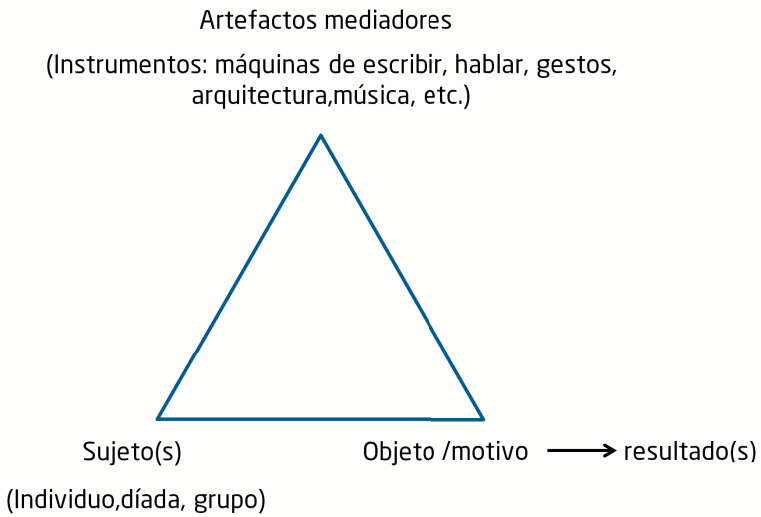 Artefactos mediadores
(Instrumentos: máquinas de escribir, hablar, gestos,
arquitectura,música, etc.)
Sujeto(s)
Objeto /motivo
resultado(s)
(Individuo,díada, grupo)